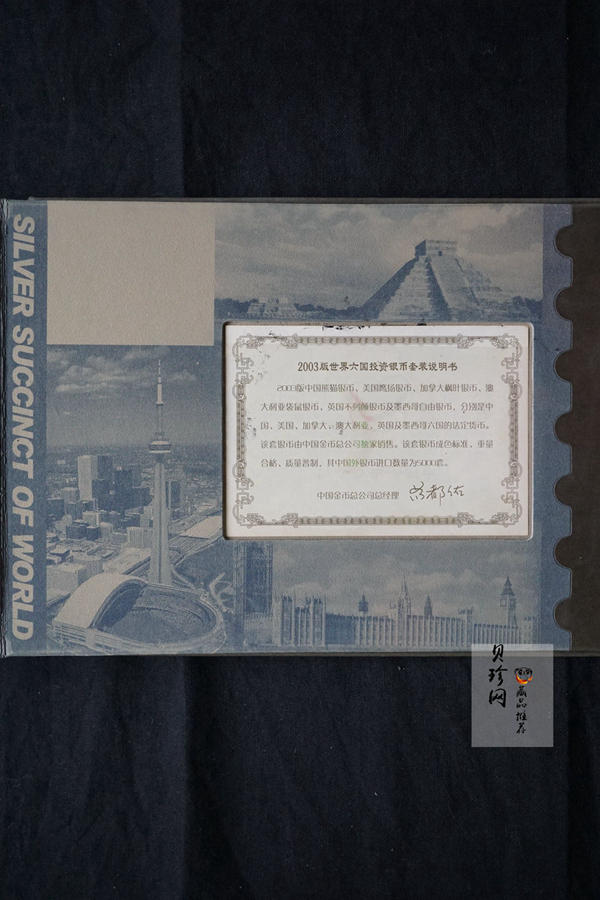 SILVER SUCCINCT OF WORLD
2003版世界六国投资银币套装说明书
2003版中国熊猫银币、美国鹰扬银币、加拿大枫叶银币、澳
大利亚袋鼠银币、英国不列颠银币及墨西哥自由银币，分别是中
国、美国、加拿大、澳大利亚、英国及墨西哥六国的法定货币。
该套银币由中国金币总公司独家销售。该套银币成色标准、重量
合格、质量普制，其中国外银币进口数量为5000套。
中国金币总公司总经理
贝珍网
藏品推荐